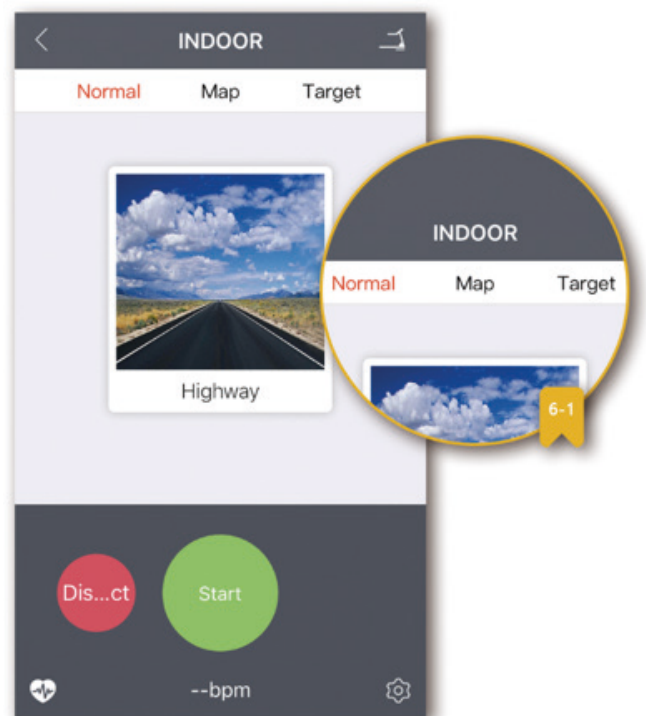 INDOOR
Normal Map Target
Highway
Dis...ct Start
--bpm
INDOOR
Normal Map Target
6-1